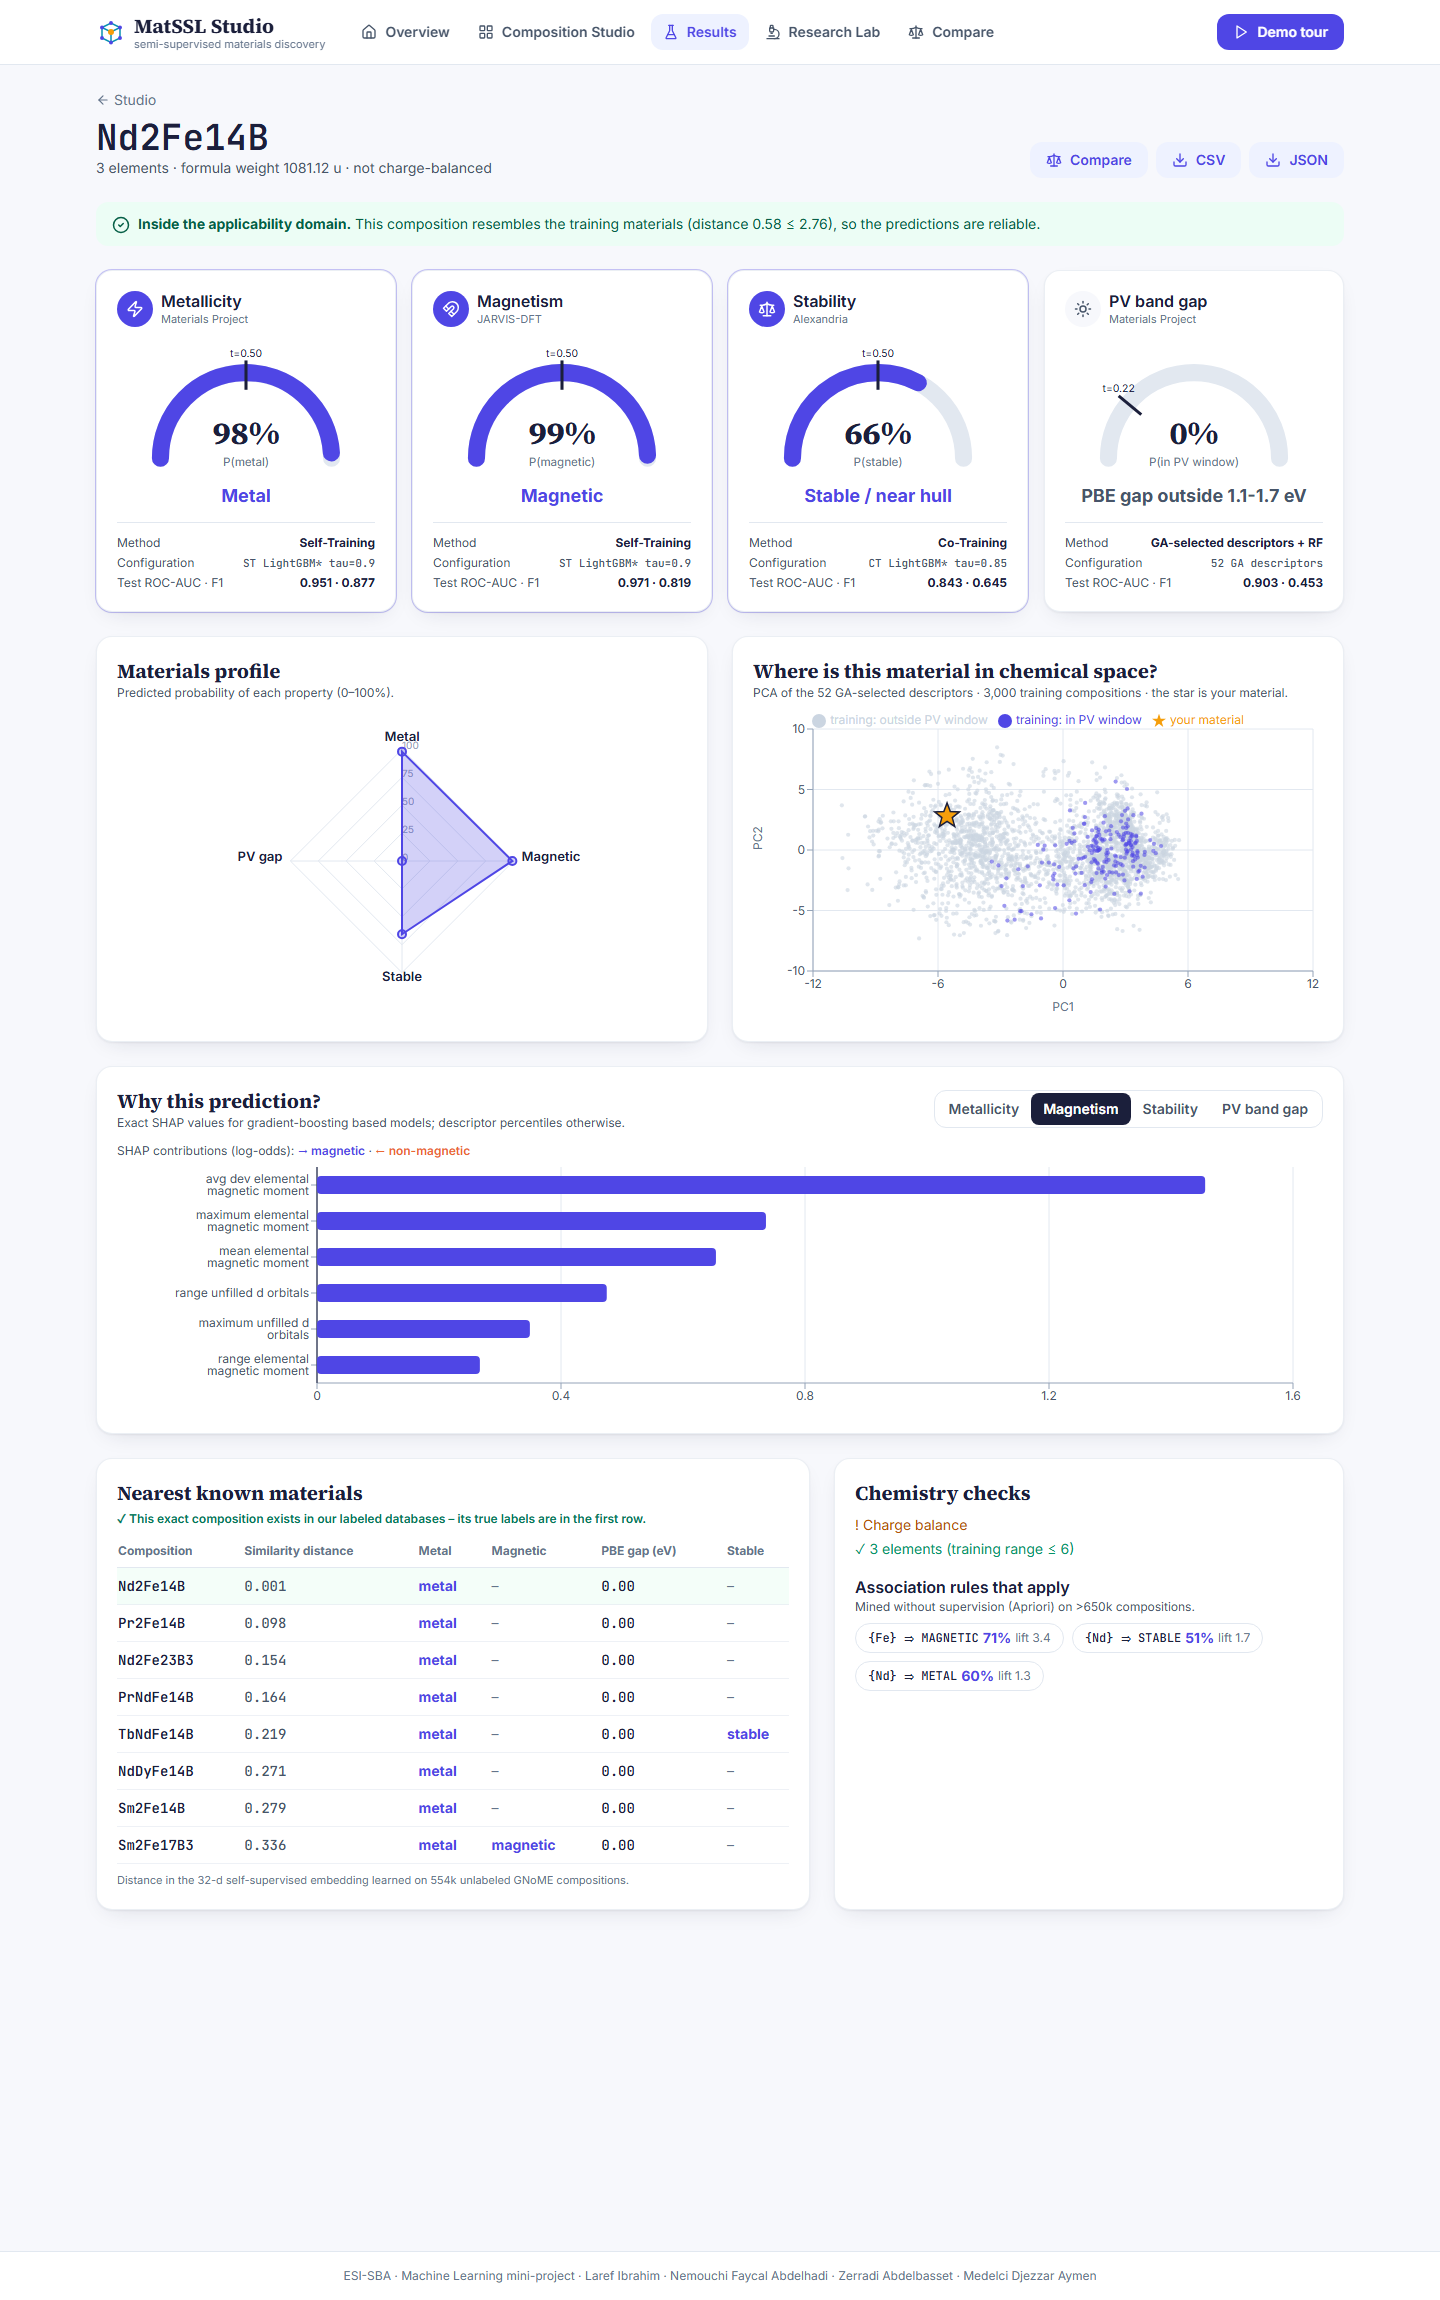 MatSSL Studio
semi-supervised materials discovery
Overview
Composition Studio
Results
Research Lab
Compare
Demo tour
← Studio
Nd2Fe14B
3 elements · formula weight 1081.12 u · not charge-balanced
Compare
CSV
JSON
Inside the applicability domain. This composition resembles the training materials (distance 0.58 ≤ 2.76), so the predictions are reliable.
Metallicity
Materials Project
t=0.50
98%
P(metal)
Metal
Method Self-Training
Configuration ST LightGBM* tau=0.9
Test ROC-AUC · F1 0.951 · 0.877
Magnetism
JARVIS-DFT
t=0.50
99%
P(magnetic)
Magnetic
Method Self-Training
Configuration ST LightGBM* tau=0.9
Test ROC-AUC · F1 0.971 · 0.819
Stability
Alexandria
t=0.50
66%
P(stable)
Stable / near hull
Method Co-Training
Configuration CT LightGBM* tau=0.85
Test ROC-AUC · F1 0.843 · 0.645
PV band gap
Materials Project
t=0.22
0%
P(in PV window)
PBE gap outside 1.1-1.7 eV
Method GA-selected descriptors + RF
Configuration 52 GA descriptors
Test ROC-AUC · F1 0.903 · 0.453
Materials profile
Predicted probability of each property (0–100%).
Metal
100
75
50
25
0
PV gap
Magnetic
Stable
Where is this material in chemical space?
PCA of the 52 GA-selected descriptors · 3,000 training compositions · the star is your material.
training: outside PV window training: in PV window your material
10
5
0
-5
-10
PC2
-12 -6 0 6 12
PC1
Why this prediction?
Exact SHAP values for gradient-boosting based models; descriptor percentiles otherwise.
Metallicity Magnetism Stability PV band gap
SHAP contributions (log-odds): → magnetic · ← non-magnetic
avg dev elemental
magnetic moment
maximum elemental
magnetic moment
mean elemental
magnetic moment
range unfilled d orbitals
maximum unfilled d
orbitals
range elemental
magnetic moment
0 0.4 0.8 1.2 1.6
Nearest known materials
✓ This exact composition exists in our labeled databases – its true labels are in the first row.
Composition Similarity distance Metal Magnetic PBE gap (eV) Stable
Nd2Fe14B 0.001 metal – 0.00 –
Pr2Fe14B 0.098 metal – 0.00 –
Nd2Fe23B3 0.154 metal – 0.00 –
PrNdFe14B 0.164 metal – 0.00 –
TbNdFe14B 0.219 metal – 0.00 stable
NdDyFe14B 0.271 metal – 0.00 –
Sm2Fe14B 0.279 metal – 0.00 –
Sm2Fe17B3 0.336 metal magnetic 0.00 –
Distance in the 32-d self-supervised embedding learned on 554k unlabeled GNoME compositions.
Chemistry checks
! Charge balance
✓ 3 elements (training range ≤ 6)
Association rules that apply
Mined without supervision (Apriori) on >650k compositions.
{Fe} ⇒ MAGNETIC 71% lift 3.4
{Nd} ⇒ STABLE 51% lift 1.7
{Nd} ⇒ METAL 60% lift 1.3
ESI-SBA · Machine Learning mini-project · Laref Ibrahim · Nemouchi Faycal Abdelhadi · Zerradi Abdelbasset · Medelci Djezzar Aymen